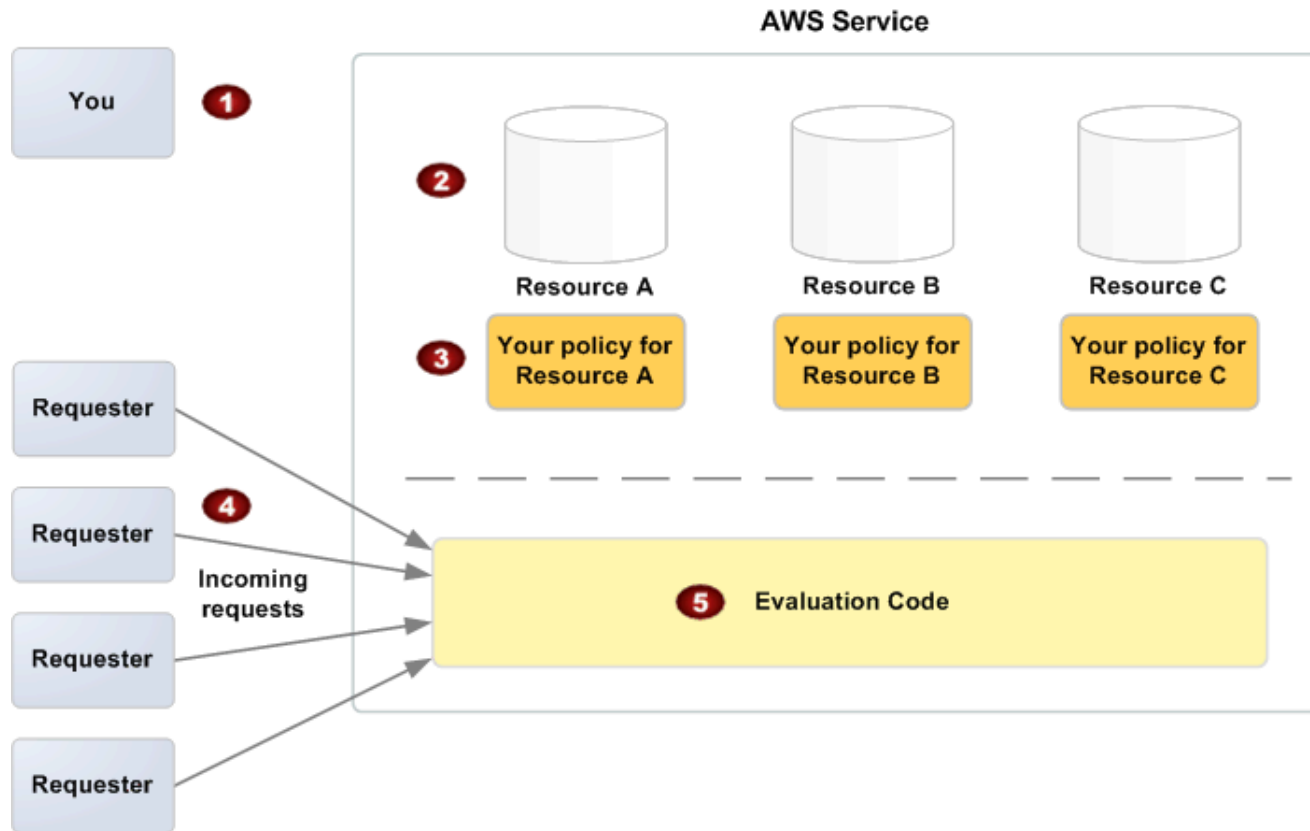 AWS Service
You
1
2
Resource A
Resource B
Resource C
3
Your policy for
Resource A
Your policy for
Resource B
Your policy for
Resource C
Requester
Requester
4
Incoming
requests
5
Evaluation Code
Requester
Requester